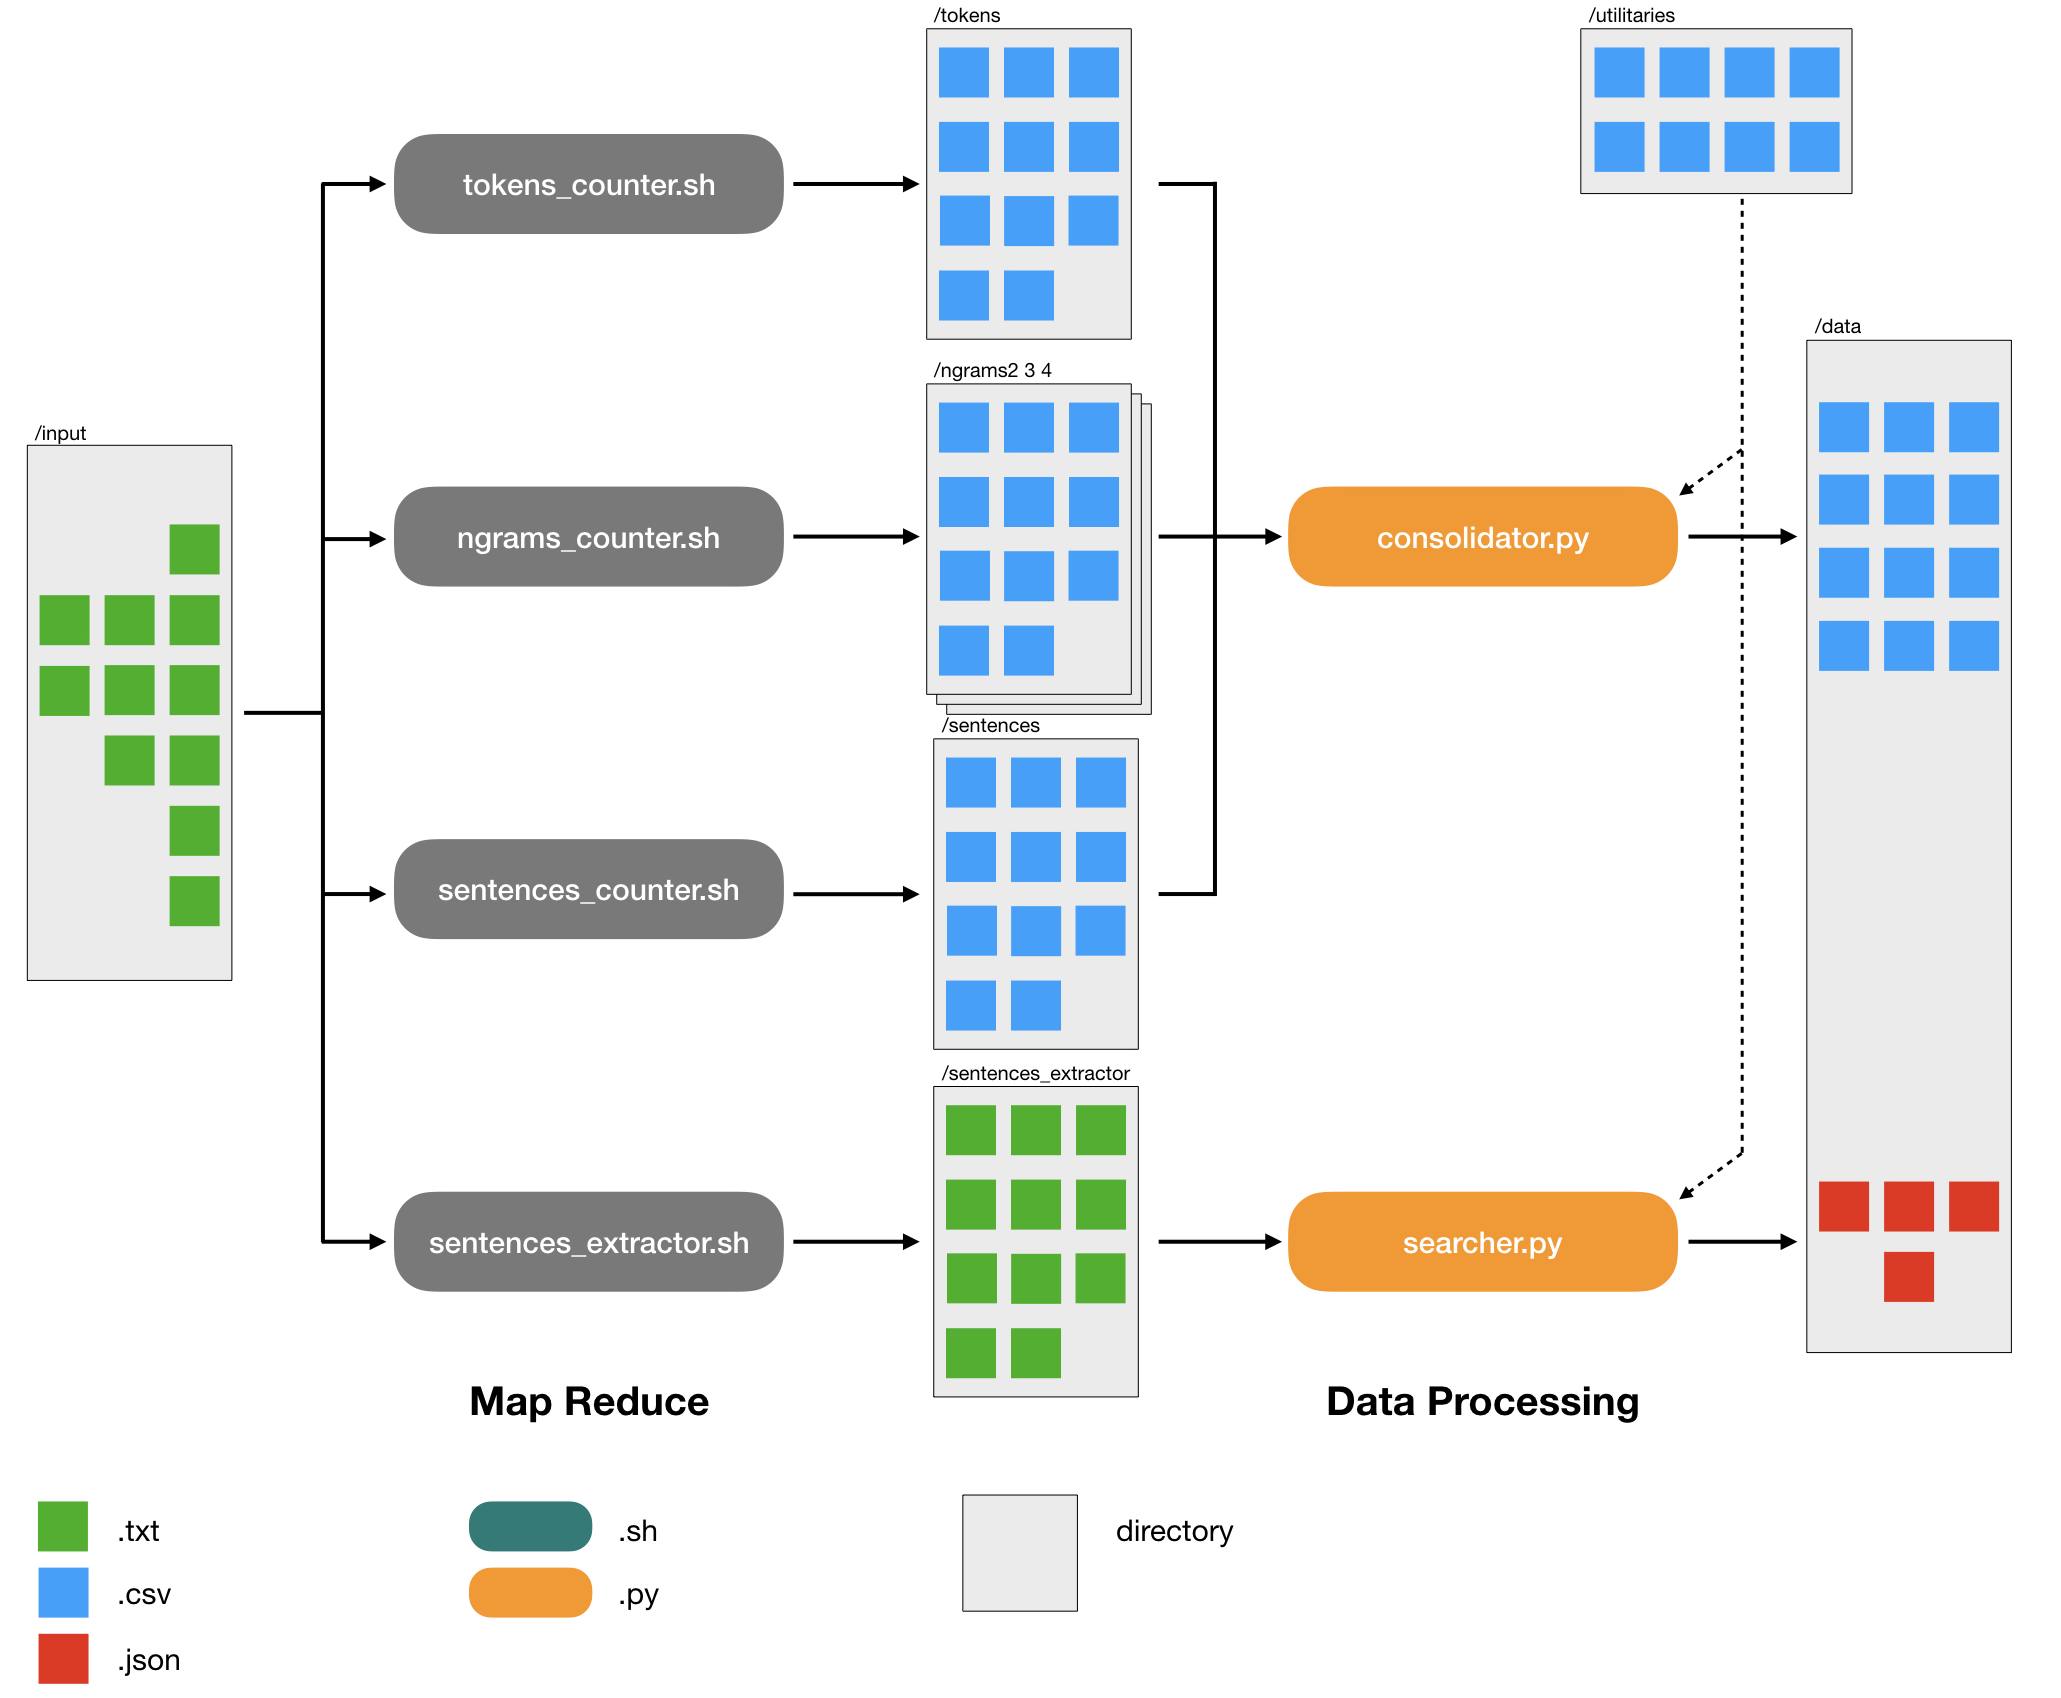 /tokens
/utilitaries
tokens_counter.sh
/data
/ngrams2 3 4
/input
ngrams_counter.sh
consolidator.py
/sentences
sentences_counter.sh
/sentences_extractor
sentences_extractor.sh
searcher.py
Map Reduce
Data Processing
.txt
.sh
directory
.csv
.py
.json